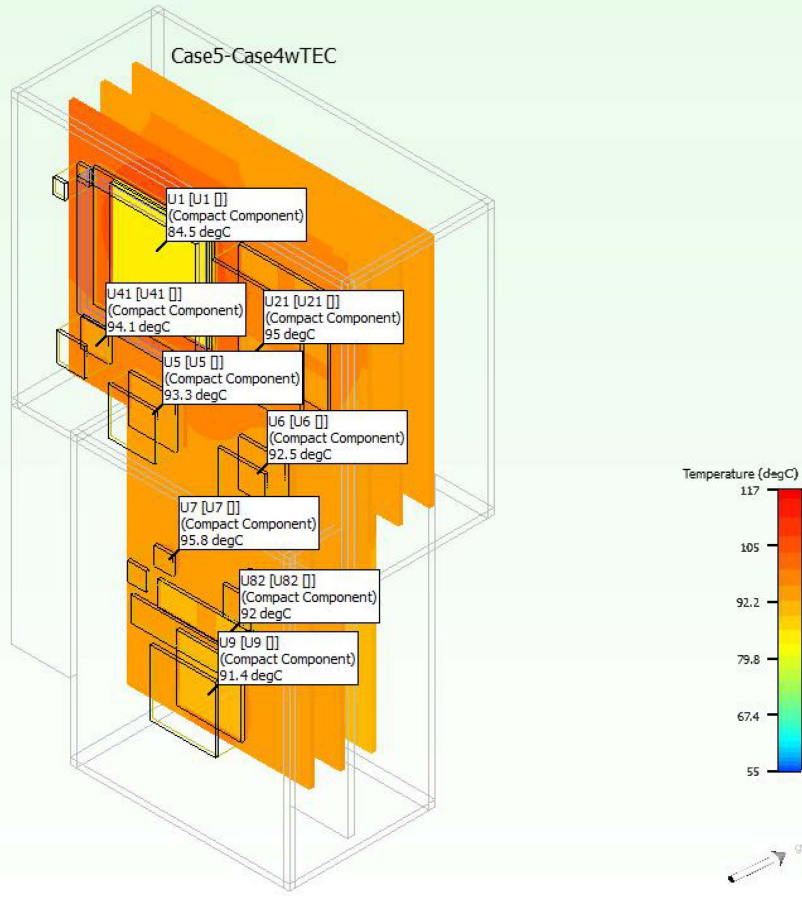 Case5-Case4wTEC
U1 [U1 []]
(Compact Component)
84.5 degC
U41 [U41 []]
(Compact Component)
94.1 degC
U21 [U21 []]
(Compact Component)
95 degC
U5 [U5 []]
(Compact Component)
93.3 degC
U6 [U6 []]
(Compact Component)
92.5 degC
U7 [U7 []]
(Compact Component)
95.8 degC
U82 [U82 []]
(Compact Component)
92 degC
U9 [U9 []]
(Compact Component)
91.4 degC
Temperature (degC)
117
105
92.2
79.8
67.4
55
g